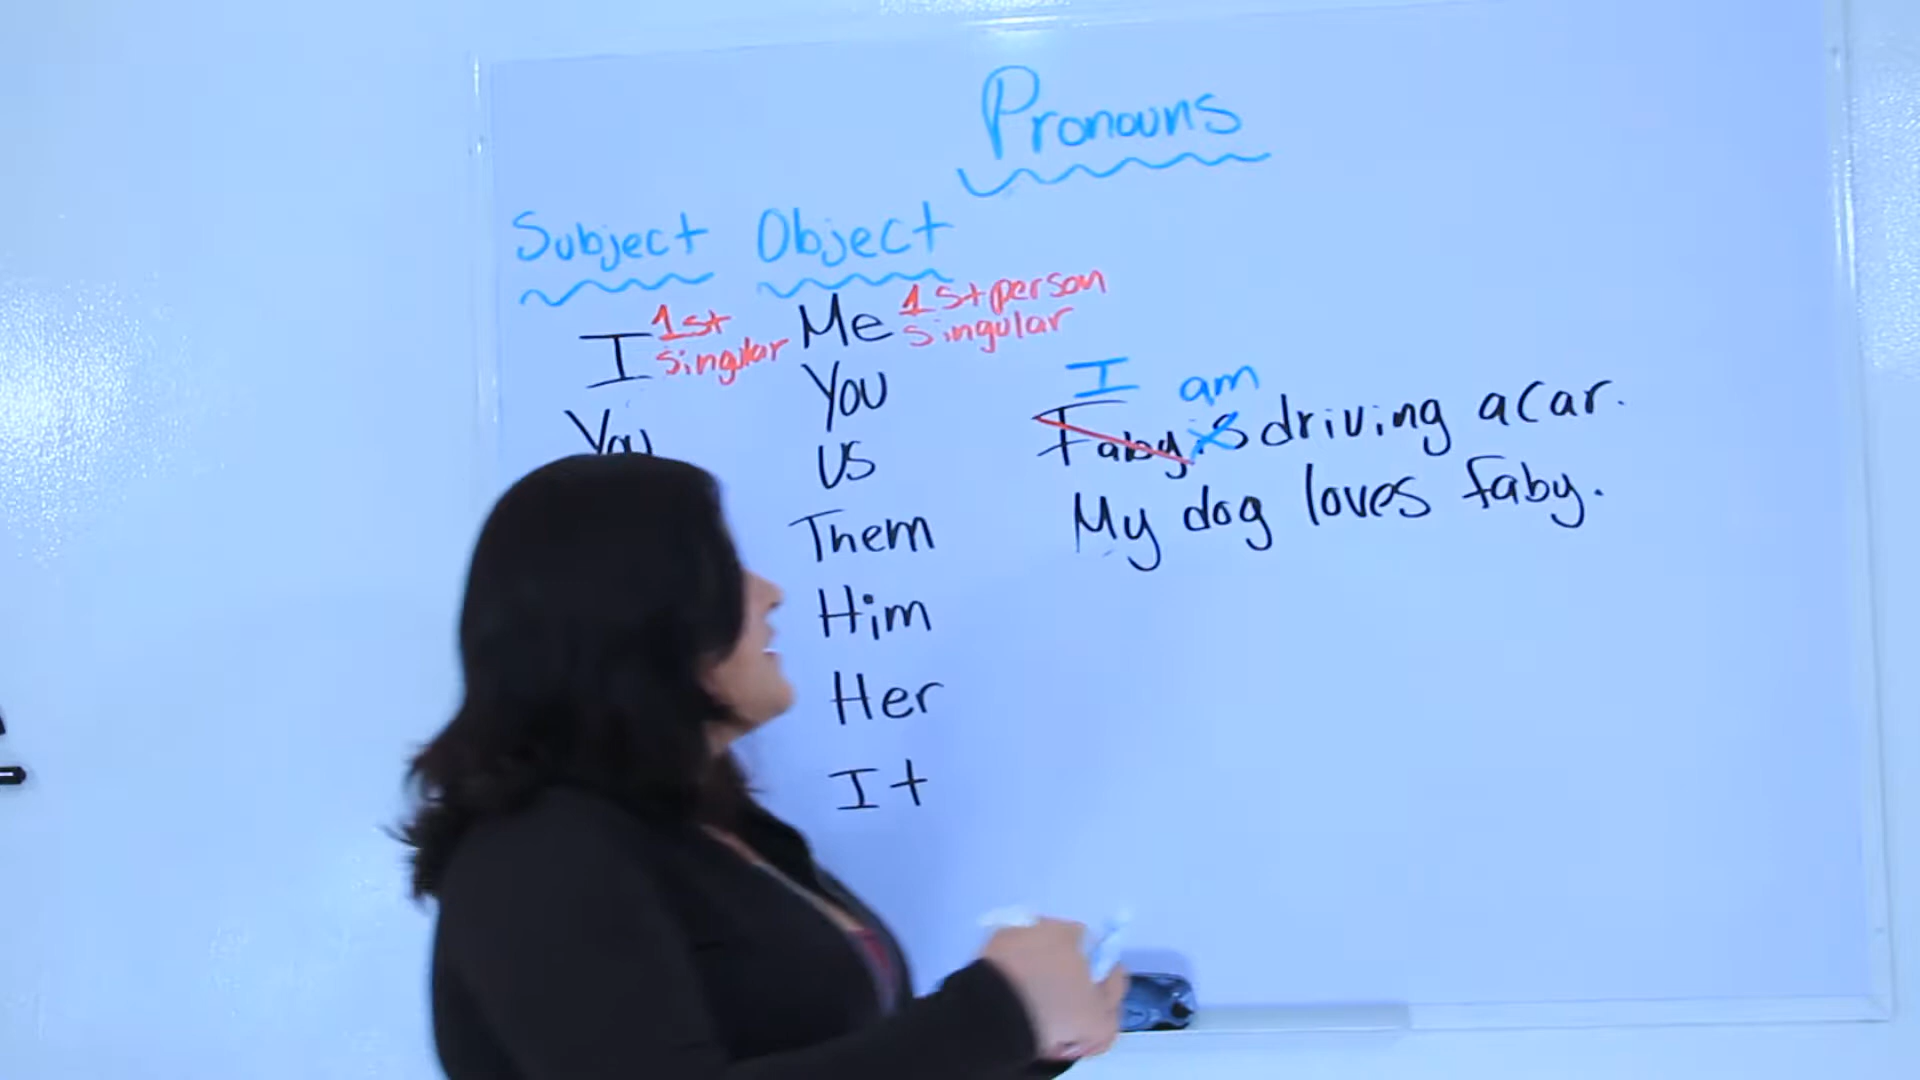 Pronouns
Subject Object
I 1st singular
Me 1st person singular
You
You
Us
Them
Him
Her
It
I am
Faby is driving a car.
My dog loves faby.